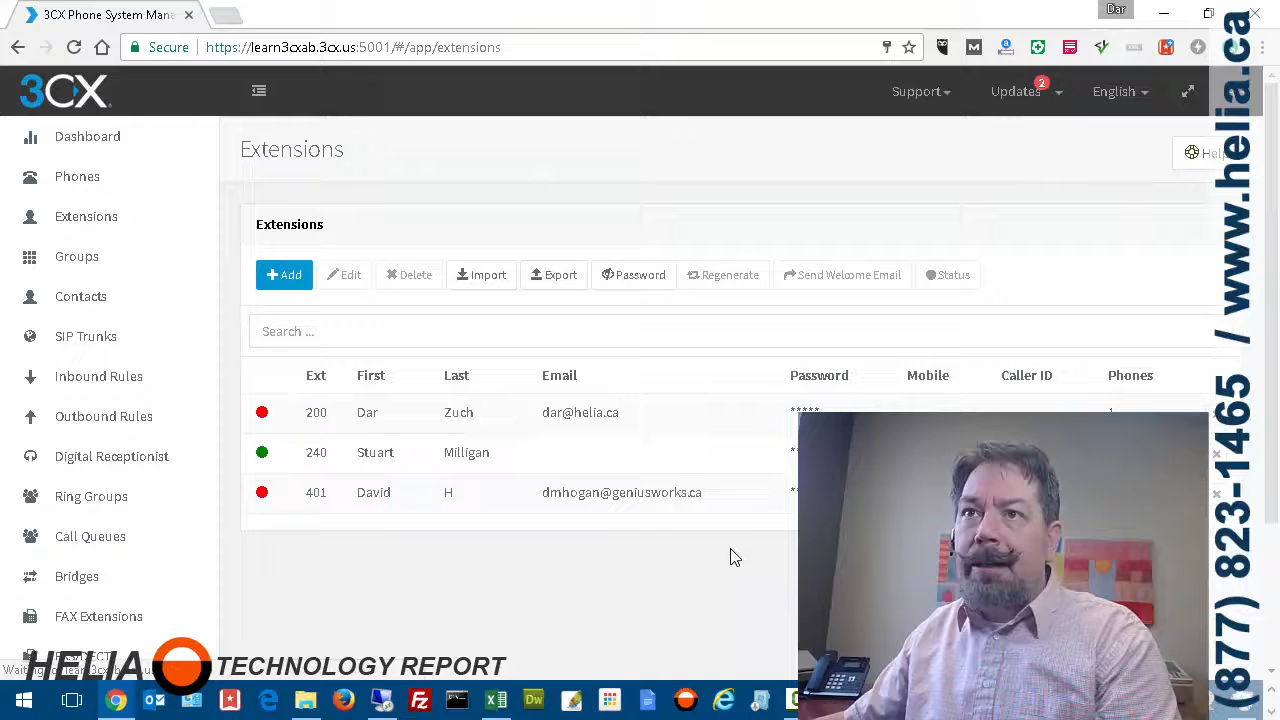 3CX Phone System Mana
Dar
Secure
https://learn3cxab.3cx.us:5001/#/app/extensions
3CX
Support
Updates
2
English
Dashboard
Phones
Extensions
Groups
Contacts
SIP Trunks
Inbound Rules
Outbound Rules
Digital Receptionist
Ring Groups
Call Queues
Bridges
FAX Extensions
Extensions
Help
Extensions
Add
Edit
Delete
Import
Export
Password
Regenerate
Send Welcome Email
Status
Search ...
Ext First Last Email Password Mobile Caller ID Phones
200 Dar Zuch dar@helia.ca ***** 1
240 Stuart Milligan
401 David H dmhogan@geniusworks.ca
HELIA TECHNOLOGY REPORT
(877) 823-1465 / www.helia.ca